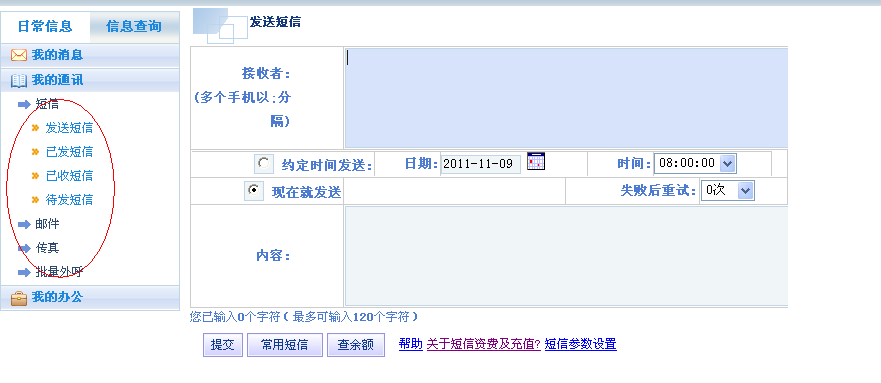 日常信息 信息查询
我的消息
我的通讯
短信
发送短信
已发短信
已收短信
待发短信
邮件
传真
批量外呼
我的办公
发送短信
接收者：
(多个手机以;分
隔)
约定时间发送： 日期： 2011-11-09 时间： 08:00:00
现在就发送 失败后重试： 0次
内容：
您已输入0个字符(最多可输入120个字符)
提交 常用短信 查余额 帮助 关于短信资费及充值? 短信参数设置